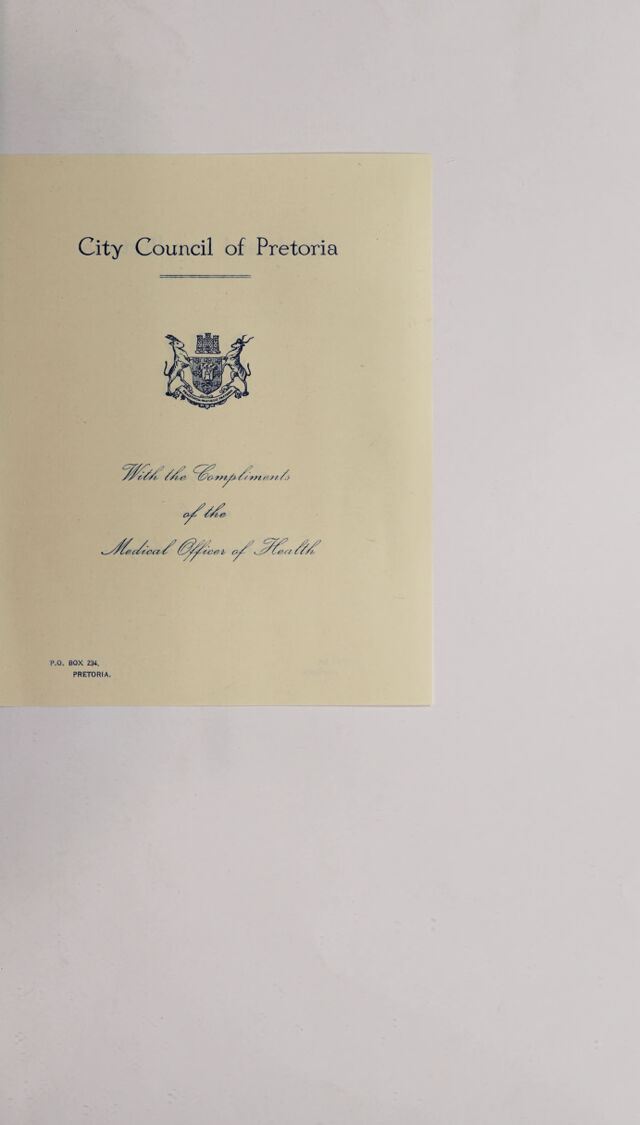 City Council of Pretoria
With the Compliments
of the
Medical Officer of Health
P.O. BOX 234,
PRETORIA.